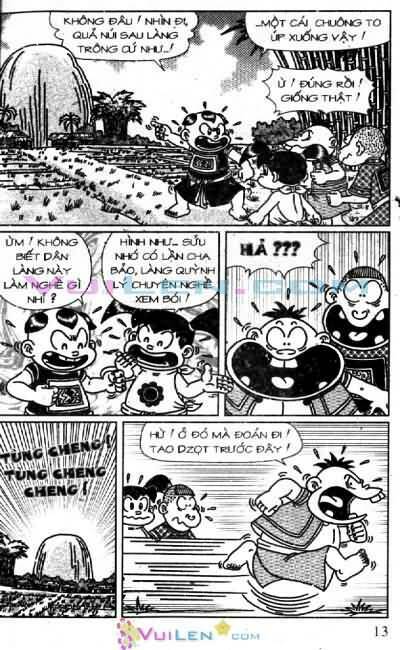 KHÔNG ĐÂU! NHÌN ĐI,
QUẢ NÚI SAU LÀNG
TRÔNG CỨ NHƯ...!
...MỘT CÁI CHUÔNG TO
ÚP XUỐNG VẬY!
Ừ! ĐÚNG RỒI!
GIỐNG THẬT!
ỪM! KHÔNG
BIẾT DÂN
LÀNG NÀY
LÀM NGHỀ GÌ
NHỈ?
HÌNH NHƯ... SỬU
NHỚ CÓ LẦN CHA
BẢO, LÀNG QUỲNH
LY CHUYÊN NGHỀ
XEM BÓI!
HẢ ???
VUILEN.COM
TUNG CHENG!
TUNG CHENG
CHENG!
HỪ! Ở ĐÓ MÀ ĐOÁN ĐI!
TAO DZỌT TRƯỚC ĐÂY!
13
VUILEN.COM